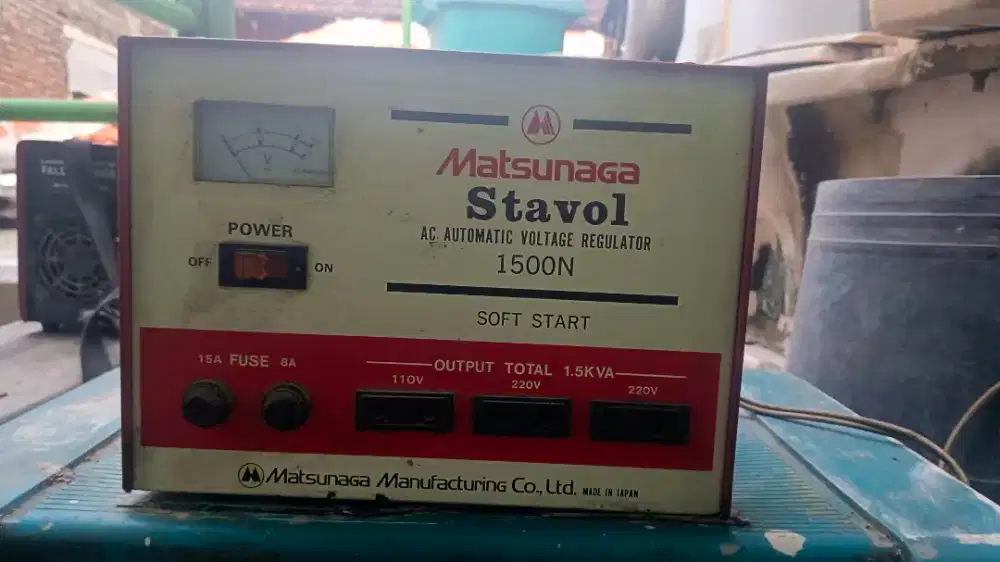 V
Matsunaga
Stavol
AC. AUTOMATIC VOLTAGE REGULATOR
1500N
SOFT START
POWER
OFF ON
15A FUSE 8A
OUTPUT TOTAL 1.5KVA
110V 220V 220V
Matsunaga Manufacturing Co., Ltd. MADE IN JAPAN
FALL